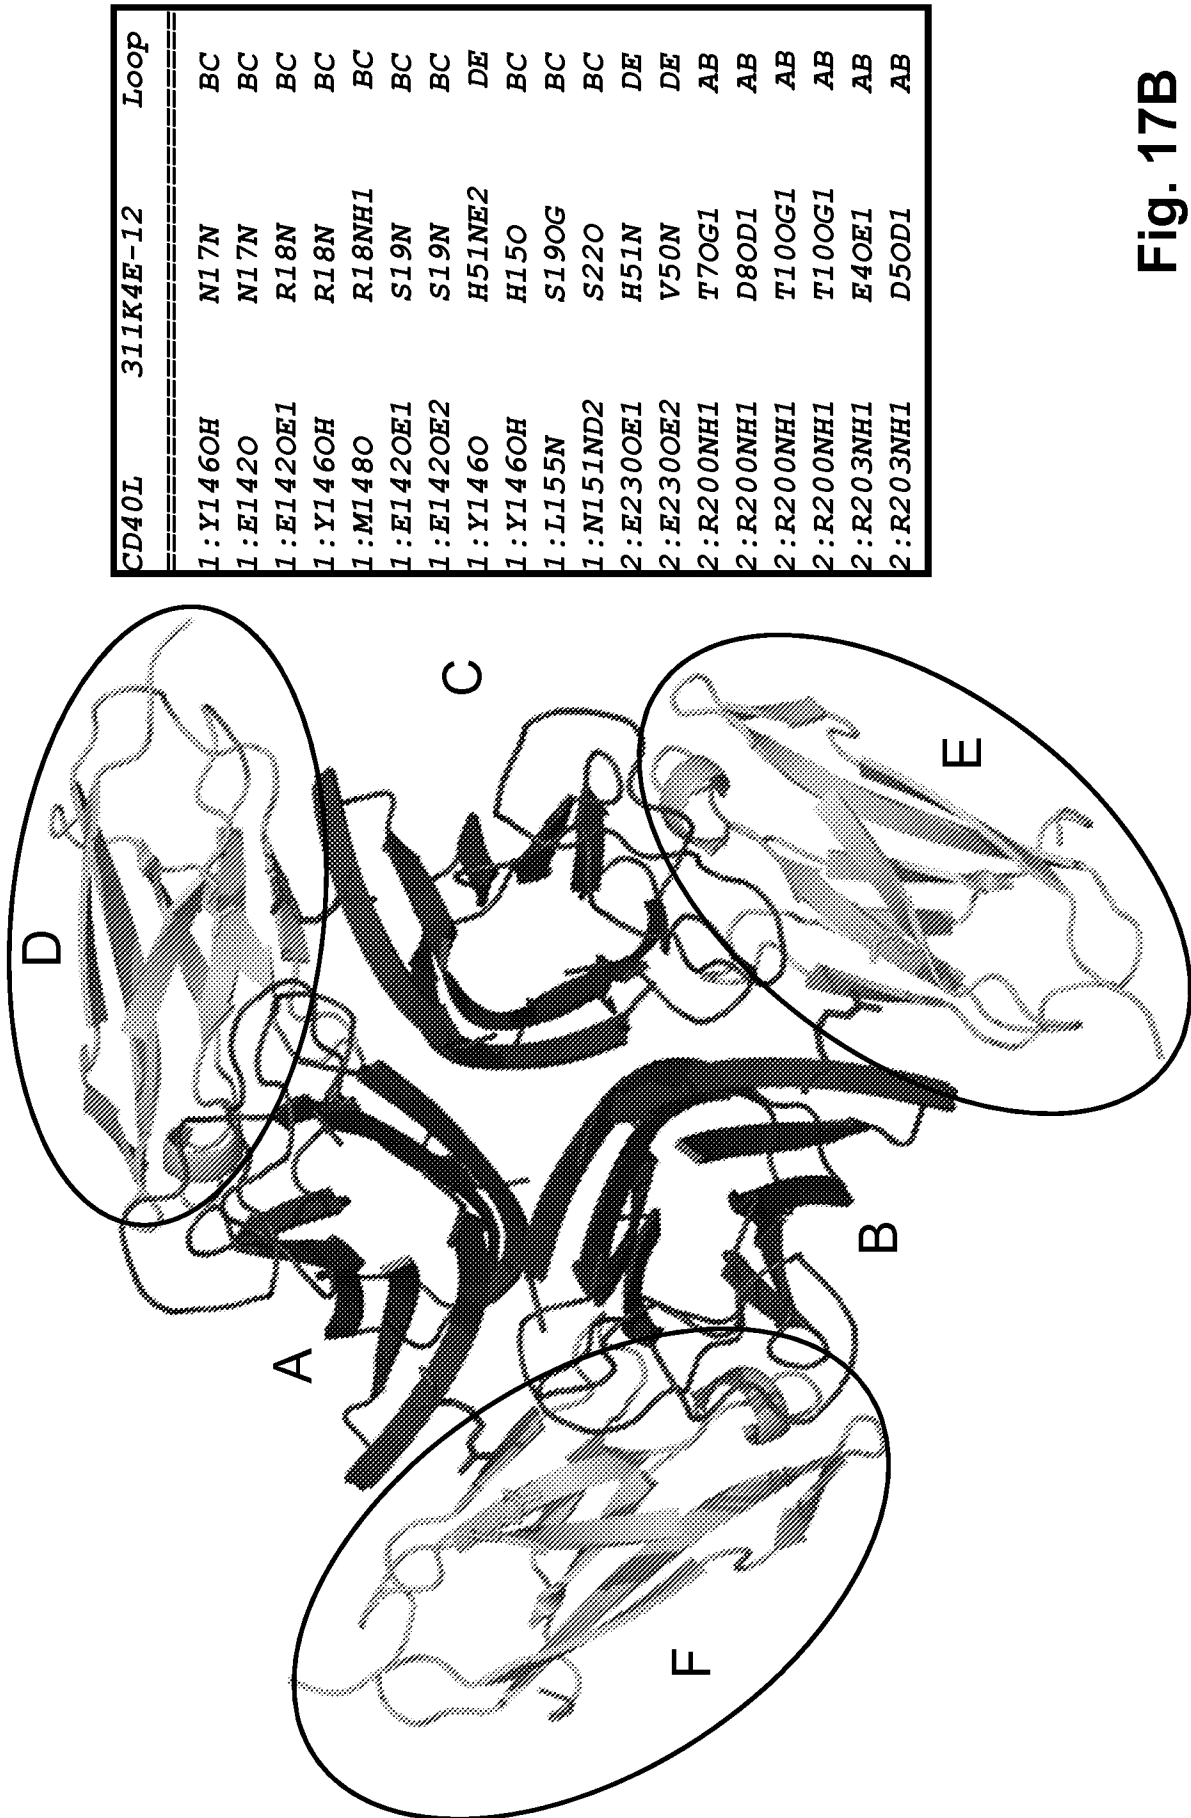 CD40L 311K4E-12 Loop
==================================
1:Y146OH N17N BC
1:E142O N17N BC
1:E142OE1 R18N BC
1:Y146OH R18N BC
1:M148O R18NH1 BC
1:E142OE1 S19N BC
1:E142OE2 S19N BC
1:Y146O H51NE2 DE
1:Y146OH H15O BC
1:L155N S19OG BC
1:N151ND2 S22O BC
2:E230OE1 H51N DE
2:E230OE2 V50N DE
2:R200NH1 T7OG1 AB
2:R200NH1 D8OD1 AB
2:R200NH1 T10OG1 AB
2:R200NH1 T10OG1 AB
2:R203NH1 E4OE1 AB
2:R203NH1 D5OD1 AB
D
C
A
E
B
F
Fig. 17B